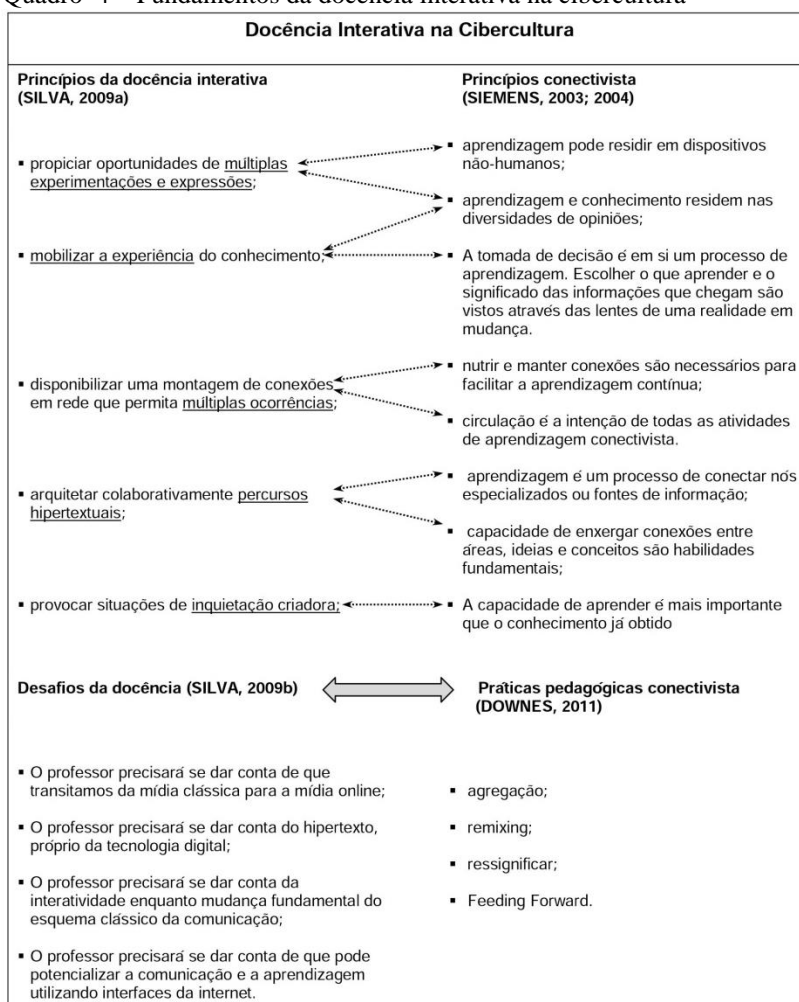 Quadro 4 – Fundamentos da docência interativa na cibercultura
Docência Interativa na Cibercultura
Princípios da docência interativa
(SILVA, 2009a)
▪ propiciar oportunidades de múltiplas
experimentações e expressões;
▪ mobilizar a experiência do conhecimento;
▪ disponibilizar uma montagem de conexões
em rede que permita múltiplas ocorrências;
▪ arquitetar colaborativamente percursos
hipertextuais;
▪ provocar situações de inquietação criadora;
Princípios conectivista
(SIEMENS, 2003; 2004)
▪ aprendizagem pode residir em dispositivos
não-humanos;
▪ aprendizagem e conhecimento residem nas
diversidades de opiniões;
▪ A tomada de decisão é em si um processo de
aprendizagem. Escolher o que aprender e o
significado das informações que chegam são
vistos através das lentes de uma realidade em
mudança.
▪ nutrir e manter conexões são necessários para
facilitar a aprendizagem contínua;
▪ circulação é a intenção de todas as atividades
de aprendizagem conectivista.
▪ aprendizagem é um processo de conectar nós
especializados ou fontes de informação;
▪ capacidade de enxergar conexões entre
áreas, ideias e conceitos são habilidades
fundamentais;
▪ A capacidade de aprender é mais importante
que o conhecimento já obtido
Desafios da docência (SILVA, 2009b)
▪ O professor precisará se dar conta de que
transitamos da mídia clássica para a mídia online;
▪ O professor precisará se dar conta do hipertexto,
próprio da tecnologia digital;
▪ O professor precisará se dar conta da
interatividade enquanto mudança fundamental do
esquema clássico da comunicação;
▪ O professor precisará se dar conta de que pode
potencializar a comunicação e a aprendizagem
utilizando interfaces da internet.
Práticas pedagógicas conectivista
(DOWNES, 2011)
▪ agregação;
▪ remixing;
▪ ressignificar;
▪ Feeding Forward.